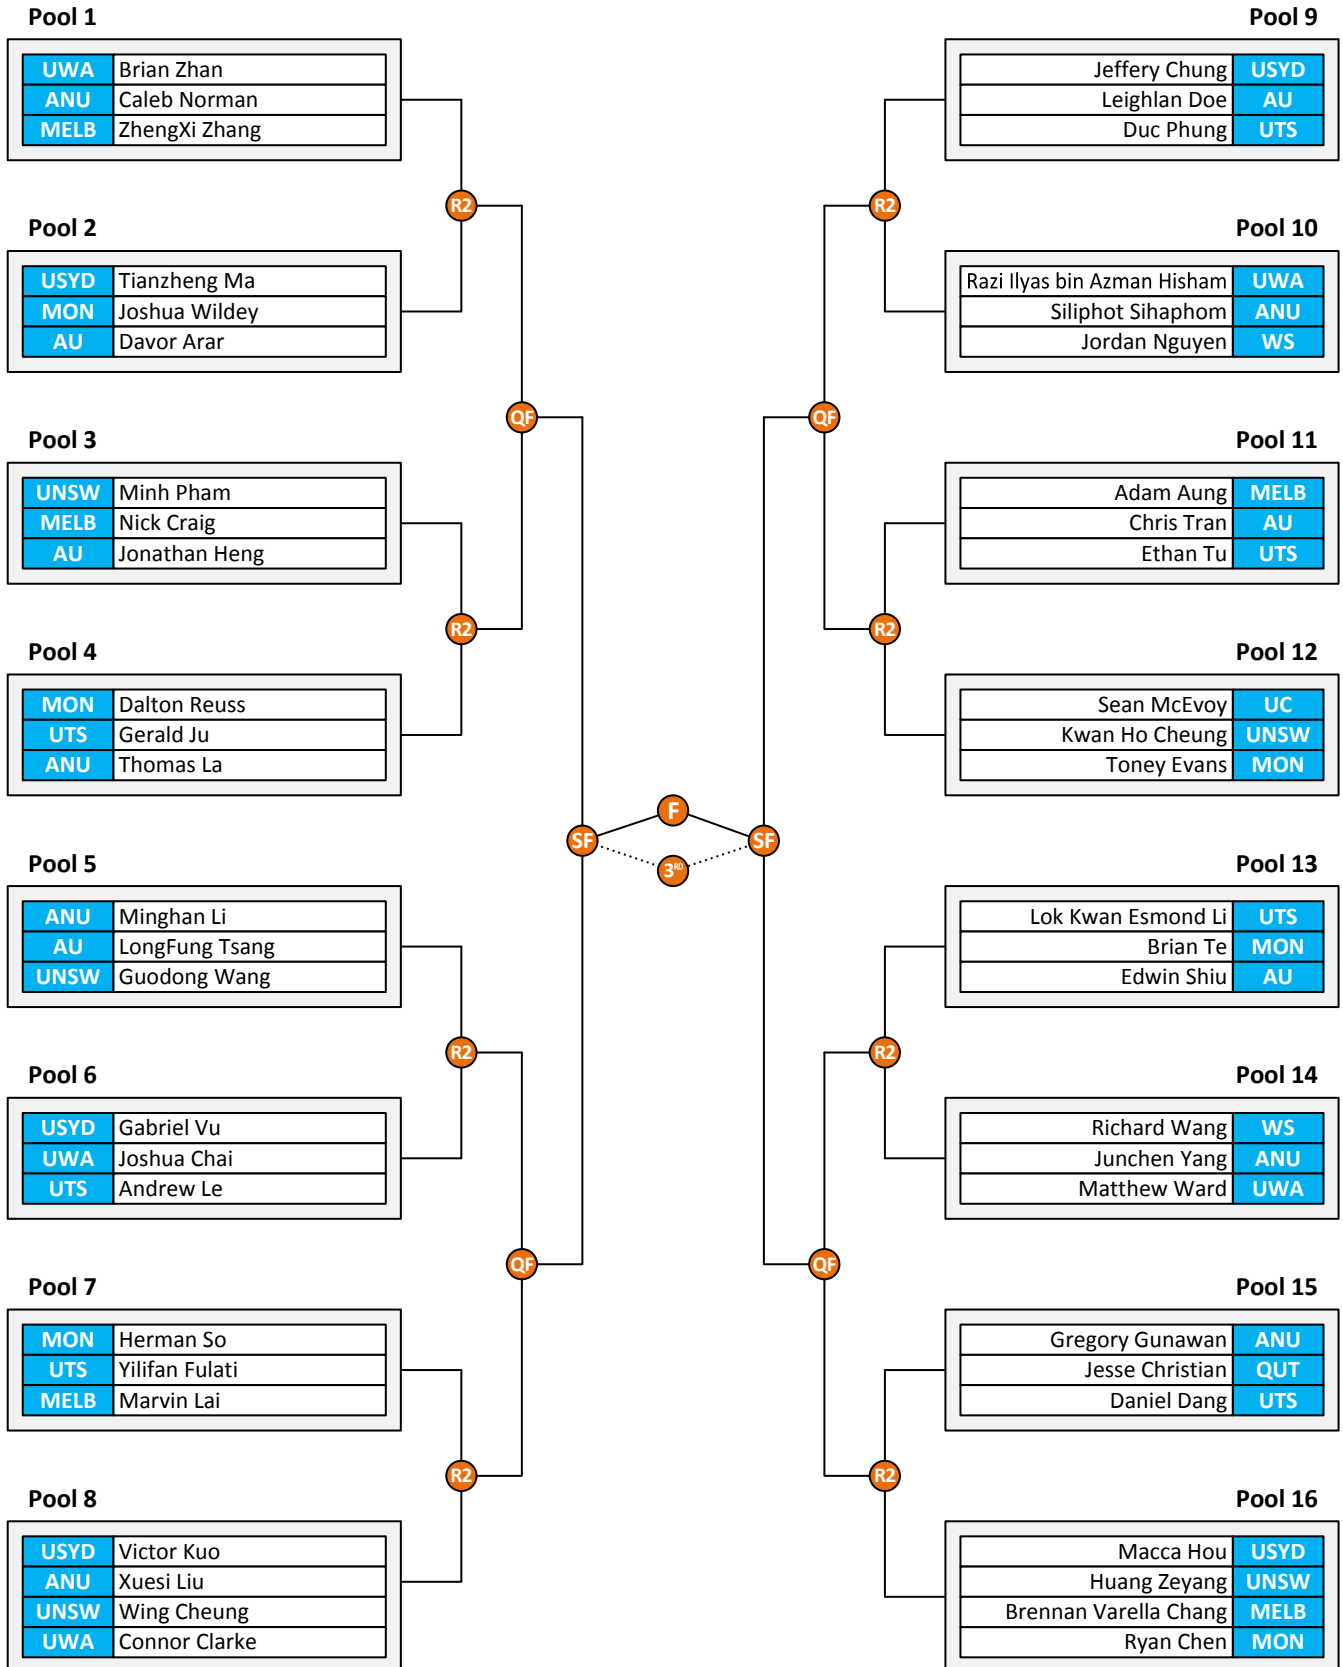 Pool 1
UWA Brian Zhan
ANU Caleb Norman
MELB ZhengXi Zhang
R2
Pool 2
USYD Tianzheng Ma
MON Joshua Wildey
AU Davor Arar
QF
Pool 3
UNSW Minh Pham
MELB Nick Craig
AU Jonathan Heng
R2
Pool 4
MON Dalton Reuss
UTS Gerald Ju
ANU Thomas La
SF
Pool 5
ANU Minghan Li
AU LongFung Tsang
UNSW Guodong Wang
R2
Pool 6
USYD Gabriel Vu
UWA Joshua Chai
UTS Andrew Le
QF
Pool 7
MON Herman So
UTS Yilifan Fulati
MELB Marvin Lai
R2
Pool 8
USYD Victor Kuo
ANU Xuesi Liu
UNSW Wing Cheung
UWA Connor Clarke
F
3RD
Pool 9
Jeffery Chung USYD
Leighlan Doe AU
Duc Phung UTS
R2
Pool 10
Razi Ilyas bin Azman Hisham UWA
Siliphot Sihaphom ANU
Jordan Nguyen WS
QF
Pool 11
Adam Aung MELB
Chris Tran AU
Ethan Tu UTS
R2
Pool 12
Sean McEvoy UC
Kwan Ho Cheung UNSW
Toney Evans MON
SF
Pool 13
Lok Kwan Esmond Li UTS
Brian Te MON
Edwin Shiu AU
R2
Pool 14
Richard Wang WS
Junchen Yang ANU
Matthew Ward UWA
QF
Pool 15
Gregory Gunawan ANU
Jesse Christian QUT
Daniel Dang UTS
R2
Pool 16
Macca Hou USYD
Huang Zeyang UNSW
Brennan Varella Chang MELB
Ryan Chen MON